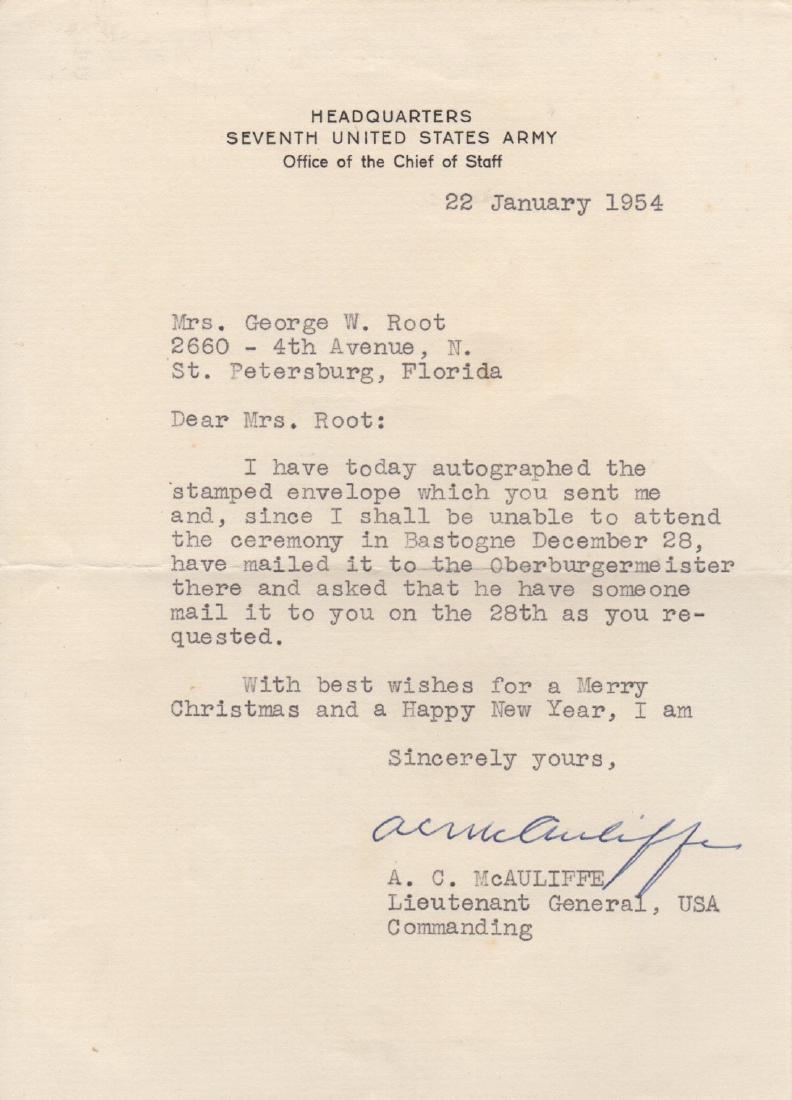 HEADQUARTERS
SEVENTH UNITED STATES ARMY
Office of the Chief of Staff
22 January 1954
Mrs. George W. Root
2660 - 4th Avenue, N.
St. Petersburg, Florida
Dear Mrs. Root:
I have today autographed the
stamped envelope which you sent me
and, since I shall be unable to attend
the ceremony in Bastogne December 28,
have mailed it to the Oberburgermeister
there and asked that he have someone
mail it to you on the 28th as you re-
quested.
With best wishes for a Merry
Christmas and a Happy New Year, I am
Sincerely yours,
ACMcAuliffe
A. C. McAULIFFE
Lieutenant General, USA
Commanding